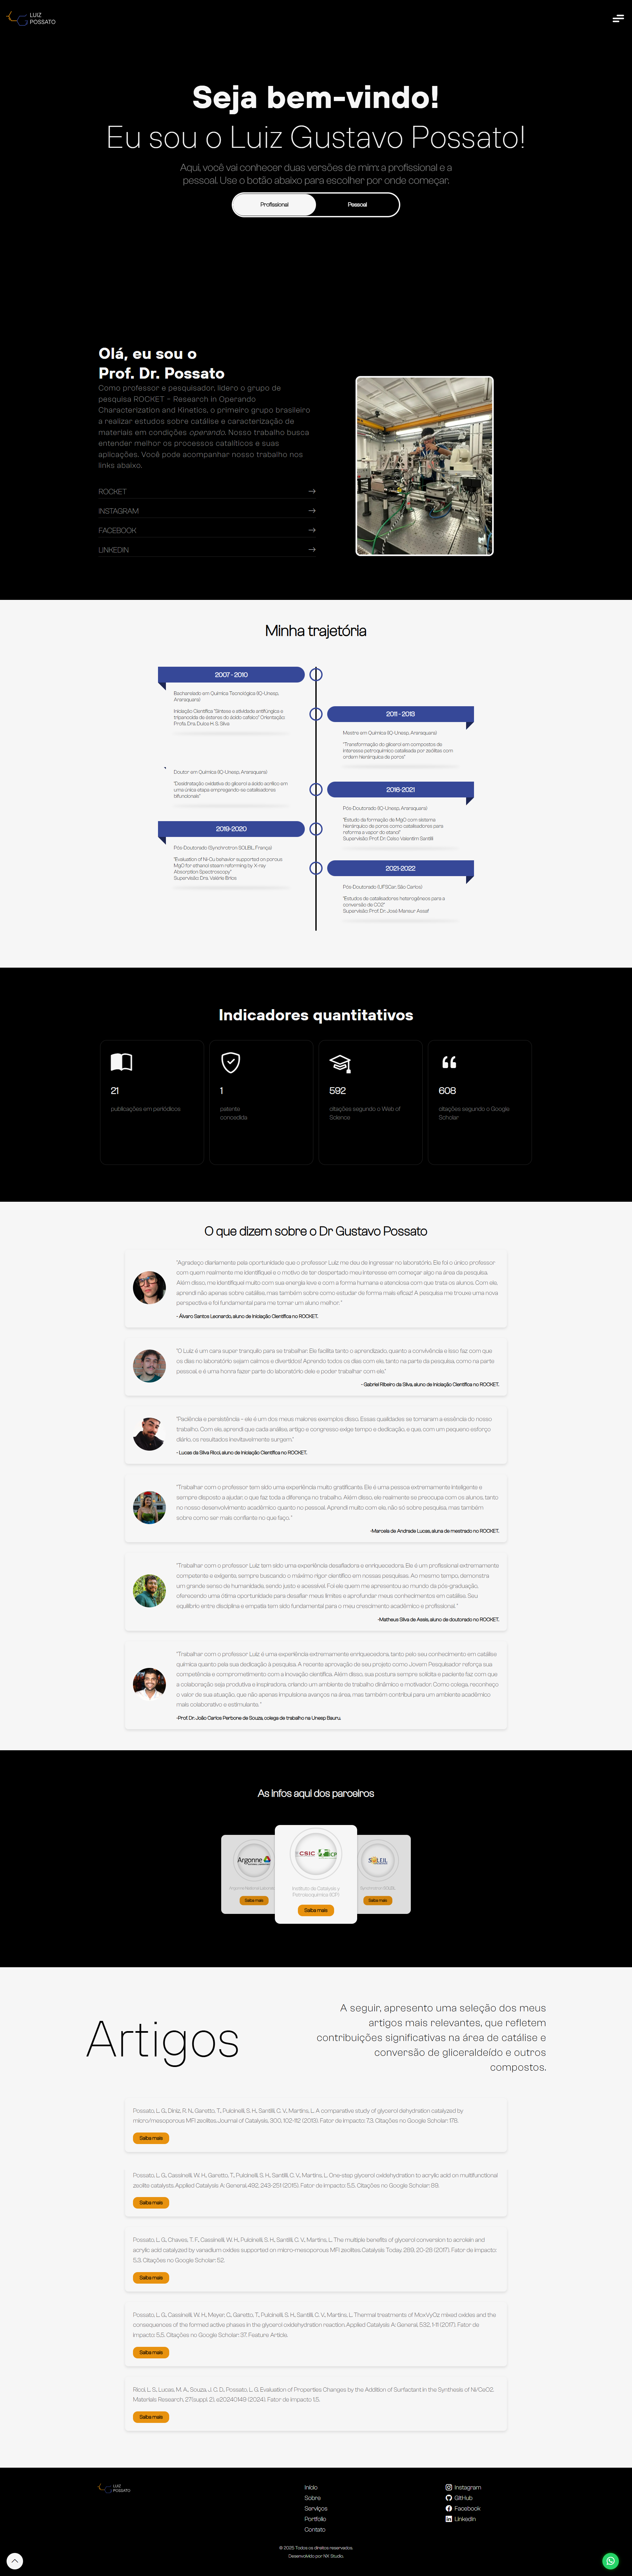 LUIZ
POSSATO
Seja bem-vindo!
Eu sou o Luiz Gustavo Possato!
Aqui, você vai conhecer duas versões de mim: a profissional e a
pessoal. Use o botão abaixo para escolher por onde começar.
Profissional
Pessoal
Olá, eu sou o
Prof. Dr. Possato
Como professor e pesquisador, lidero o grupo de
pesquisa ROCKET – Research in Operando
Characterization and Kinetics, o primeiro grupo brasileiro
a realizar estudos sobre catálise e caracterização de
materiais em condições operando. Nosso trabalho busca
entender melhor os processos catalíticos e suas
aplicações. Você pode acompanhar nosso trabalho nos
links abaixo.
ROCKET
INSTAGRAM
FACEBOOK
LINKEDIN
Minha trajetória
2007 - 2010
Bacharelado em Química Tecnológica (IQ-Unesp,
Araraquara)
Iniciação Científica "Síntese e atividade antifúngica e
tripanocida de ésteres do ácido cafeico" Orientação:
Profa. Dra. Dulce H. S. Silva
2011 - 2013
Mestre em Química (IQ-Unesp, Araraquara)
"Transformação do glicerol em compostos de
interesse petroquímico catalisada por zeólitas com
ordem hierárquica de poros"
Doutor em Química (IQ-Unesp, Araraquara)
"Desidratação oxidativa do glicerol a ácido acrílico em
uma única etapa empregando-se catalisadores
bifuncionais"
2016-2021
Pós-Doutorado (IQ-Unesp, Araraquara)
"Estudo da formação de MgO com sistema
hierárquico de poros como catalisadores para
reforma a vapor do etanol"
Supervisão: Prof. Dr. Celso Valentim Santilli
2019-2020
Pós-Doutorado (Synchrotron SOLEIL, França)
"Evaluation of Ni-Cu behavior supported on porous
MgO for ethanol steam reforming by X-ray
Absorption Spectroscopy"
Supervisão: Dra. Valérie Briois
2021-2022
Pós-Doutorado (UFSCar, São Carlos)
"Estudos de catalisadores heterogêneos para a
conversão de CO2"
Supervisão: Prof. Dr. José Mansur Assaf
Indicadores quantitativos
21
publicações em periódicos
1
patente
concedida
592
citações segundo o Web of
Science
608
citações segundo o Google
Scholar
O que dizem sobre o Dr Gustavo Possato
"Agradeço imensamente pela oportunidade que o professor Luiz me deu de ingressar no laboratório. Ele foi o único professor
com quem realmente me identifiquei e o motivo de ter despertado meu interesse em começar algo na área da pesquisa.
Além disso, me identifiquei muito com sua energia leve e com a forma humana e atenciosa com que trata os alunos. Com ele,
aprendi não apenas sobre catálise, mas também sobre como estudar de forma mais eficaz! A pesquisa me trouxe uma nova
perspectiva e foi fundamental para me tornar um aluno melhor. "
- Álvaro Santos Leonardo, aluno de Iniciação Científica no ROCKET.
"O Luiz é um cara super tranquilo para se trabalhar. Ele facilita tanto o aprendizado, quanto a convivência e isso faz com que
os dias no laboratório sejam calmos e divertidos! Aprendo todos os dias com ele, tanto na parte da pesquisa, como na parte
pessoal, e é uma honra fazer parte do laboratório dele e poder trabalhar com ele."
- Gabriel Ribeiro da Silva, aluno de Iniciação Científica no ROCKET.
"Paciência e persistência – ele é um dos meus maiores exemplos disso. Essas qualidades se tornaram a essência do nosso
trabalho. Com ele, aprendi que cada análise, artigo e congresso exige tempo e dedicação, e que, com um pequeno esforço
diário, os resultados inevitavelmente surgem."
- Lucas da Silva Ricci, aluno de Iniciação Científica no ROCKET.
"Trabalhar com o professor tem sido uma experiência muito gratificante. Ele é uma pessoa extremamente inteligente e
sempre disposto a ajudar, o que faz toda a diferença no trabalho. Além disso, ele realmente se preocupa com os alunos, tanto
no nosso desenvolvimento acadêmico quanto no pessoal. Aprendi muito com ele, não só sobre pesquisa, mas também
sobre como ser mais confiante no que faço. "
-Marcela de Andrade Lucas, aluna de mestrado no ROCKET.
"Trabalhar com o professor Luiz tem sido uma experiência desafiadora e enriquecedora. Ele é um profissional extremamente
competente e exigente, sempre buscando o máximo rigor científico em nossas pesquisas. Ao mesmo tempo, demonstra
um grande senso de humanidade, sendo justo e acessível. Foi ele quem me apresentou ao mundo da pós-graduação,
oferecendo uma ótima oportunidade para desafiar meus limites e aprofundar meus conhecimentos em catálise. Seu
equilíbrio entre disciplina e empatia tem sido fundamental para o meu crescimento acadêmico e profissional. "
-Matheus Silva de Assis, aluno de doutorado no ROCKET.
"Trabalhar com o professor Luiz é uma experiência extremamente enriquecedora, tanto pelo seu conhecimento em catálise
química quanto pela sua dedicação à pesquisa. A recente aprovação de seu projeto como Jovem Pesquisador reforça sua
competência e comprometimento com a inovação científica. Além disso, sua postura sempre solícita e paciente faz com que
a colaboração seja produtiva e inspiradora, criando um ambiente de trabalho dinâmico e motivador. Como colega, reconheço
o valor de sua atuação, que não apenas impulsiona avanços na área, mas também contribui para um ambiente acadêmico
mais colaborativo e estimulante. "
-Prof. Dr. João Carlos Perbone de Souza, colega de trabalho na Unesp Bauru.
As infos aqui dos parceiros
Argonne
Saiba mais
CSIC
ICP
Instituto de Catalysis y
Petroleoquímica (ICP)
Saiba mais
SOLEIL
Saiba mais
Artigos
A seguir, apresento uma seleção dos meus
artigos mais relevantes, que refletem
contribuições significativas na área de catálise e
conversão de gliceraldeído e outros
compostos.
Possato, L. G., Diniz, R. N., Garetto, T., Pulcinelli, S. H., Santilli, C. V., Martins, L. A comparative study of glycerol dehydration catalyzed by
micro/mesoporous MFI zeolites. Journal of Catalysis, 300, 102-112 (2013). Fator de impacto: 7.3. Citações no Google Scholar: 178.
Saiba mais
Possato, L. G., Cassinelli, W. H., Garetto, T., Pulcinelli, S. H., Santilli, C. V., Martins, L. One-step glycerol oxidehydration to acrylic acid on multifunctional
zeolite catalysts. Applied Catalysis A: General, 492, 243-251 (2015). Fator de impacto: 5.5. Citações no Google Scholar: 89.
Saiba mais
Possato, L. G., Chaves, T. F., Cassinelli, W. H., Pulcinelli, S. H., Santilli, C. V., Martins, L. The multiple benefits of glycerol conversion to acrolein and
acrylic acid catalyzed by vanadium oxides supported on micro-mesoporous MFI zeolites. Catalysis Today, 289, 20-28 (2017). Fator de impacto:
5.3. Citações no Google Scholar: 52.
Saiba mais
Possato, L. G., Cassinelli, W. H., Meyer, C., Garetto, T., Pulcinelli, S. H., Santilli, C. V., Martins, L. Thermal treatments of MoxVyOz mixed oxides and the
consequences of the formed active phases in the glycerol oxidehydration reaction. Applied Catalysis A: General, 532, 1-11 (2017). Fator de
impacto: 5.5. Citações no Google Scholar: 37. Feature Article.
Saiba mais
Ricci, L. S., Lucas, M. A., Souza, J. C. D., Possato, L. G. Evaluation of Properties Changes by the Addition of Surfactant in the Synthesis of Ni/CeO2.
Materials Research, 27(suppl. 2), e20240149 (2024). Fator de impacto: 1.5.
Saiba mais
LUIZ
POSSATO
Início
Sobre
Serviços
Portfolio
Contato
Instagram
GitHub
Facebook
LinkedIn
© 2025 Todos os direitos reservados.
Desenvolvido por NX Studio.